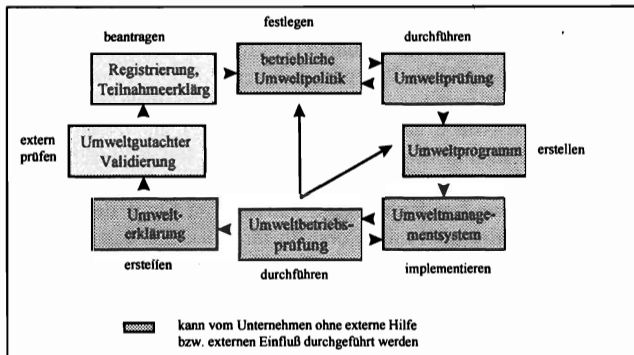 festlegen
beantragen
durchführen
Registrierung,
Teilnahmeerklärg
betriebliche
Umweltpolitik
Umweltprüfung
extern
prüfen
Umweltgutachter
Validierung
Umweltprogramm
erstellen
Umwelt-
erklärung
Umweltbetriebs-
prüfung
Umweltmanage-
mentsystem
erstellen
durchführen
implementieren
kann vom Unternehmen ohne externe Hilfe
bzw. externen Einfluß durchgeführt werden